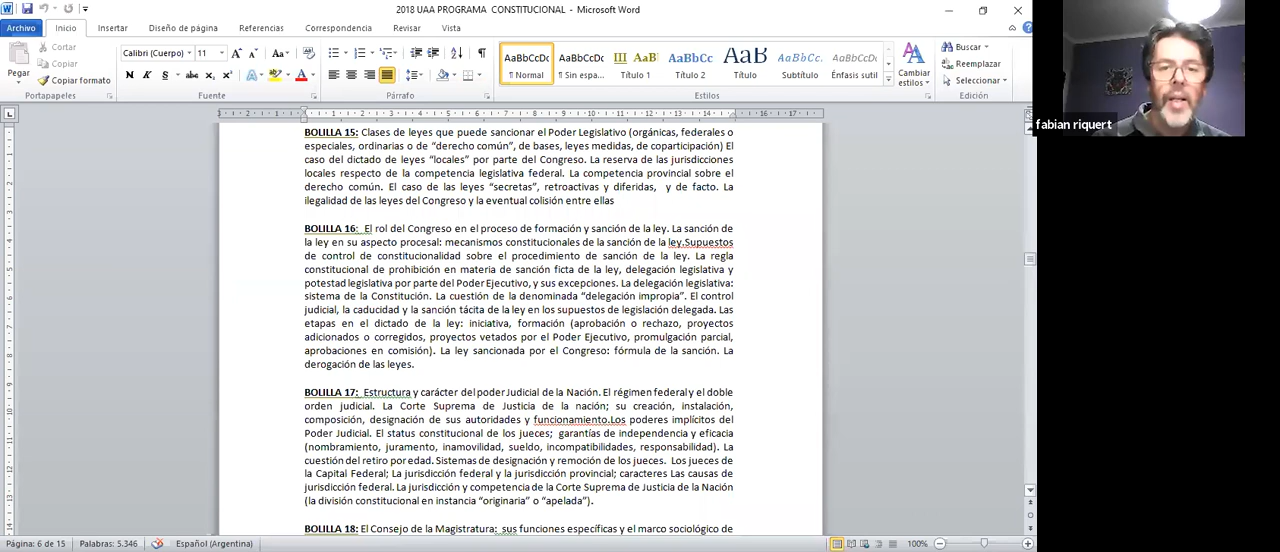 2018 UAA PROGRAMA CONSTITUCIONAL - Microsoft Word
Archivo Inicio Insertar Diseño de página Referencias Correspondencia Revisar Vista
Pegar
Cortar
Copiar
Copiar formato
Portapapeles
Calibri (Cuerpo) 11
Fuente
Párrafo
AaBbCcDc AaBbCcDc AaB AaBbCc AaB AaBbCc. AaBbCcDc
¶ Normal ¶ Sin espa... Título 1 Título 2 Título Subtítulo Énfasis sutil
Cambiar estilos
Estilos
Buscar
Reemplazar
Seleccionar
Edición
fabian riquert
BOLILLA 15: Clases de leyes que puede sancionar el Poder Legislativo (orgánicas, federales o
especiales, ordinarias o de “derecho común”, de bases, leyes medidas, de coparticipación) El
caso del dictado de leyes “locales” por parte del Congreso. La reserva de las jurisdicciones
locales respecto de la competencia legislativa federal. La competencia provincial sobre el
derecho común. El caso de las leyes “secretas”, retroactivas y diferidas, y de facto. La
ilegalidad de las leyes del Congreso y la eventual colisión entre ellas
BOLILLA 16: El rol del Congreso en el proceso de formación y sanción de la ley. La sanción de
la ley en su aspecto procesal: mecanismos constitucionales de la sanción de la ley.Supuestos
de control de constitucionalidad sobre el procedimiento de sanción de la ley. La regla
constitucional de prohibición en materia de sanción ficta de la ley, delegación legislativa y
potestad legislativa por parte del Poder Ejecutivo, y sus excepciones. La delegación legislativa:
sistema de la Constitución. La cuestión de la denominada “delegación impropia”. El control
judicial, la caducidad y la sanción tácita de la ley en los supuestos de legislación delegada. Las
etapas en el dictado de la ley: iniciativa, formación (aprobación o rechazo, proyectos
adicionados o corregidos, proyectos vetados por el Poder Ejecutivo, promulgación parcial,
aprobaciones en comisión). La ley sancionada por el Congreso: fórmula de la sanción. La
derogación de las leyes.
BOLILLA 17: Estructura y carácter del poder Judicial de la Nación. El régimen federal y el doble
orden judicial. La Corte Suprema de Justicia de la nación; su creación, instalación,
composición, designación de sus autoridades y funcionamiento.Los poderes implícitos del
Poder Judicial. El status constitucional de los jueces; garantías de independencia y eficacia
(nombramiento, juramento, inamovilidad, sueldo, incompatibilidades, responsabilidad). La
cuestión del retiro por edad. Sistemas de designación y remoción de los jueces. Los jueces de
la Capital Federal; La jurisdicción federal y la jurisdicción provincial; caracteres Las causas de
jurisdicción federal. La jurisdicción y competencia de la Corte Suprema de Justicia de la Nación
(la división constitucional en instancia “originaria” o “apelada”).
BOLILLA 18: El Consejo de la Magistratura: sus funciones específicas y el marco sociológico de
Página: 6 de 15 Palabras: 5.346 Español (Argentina) 100%